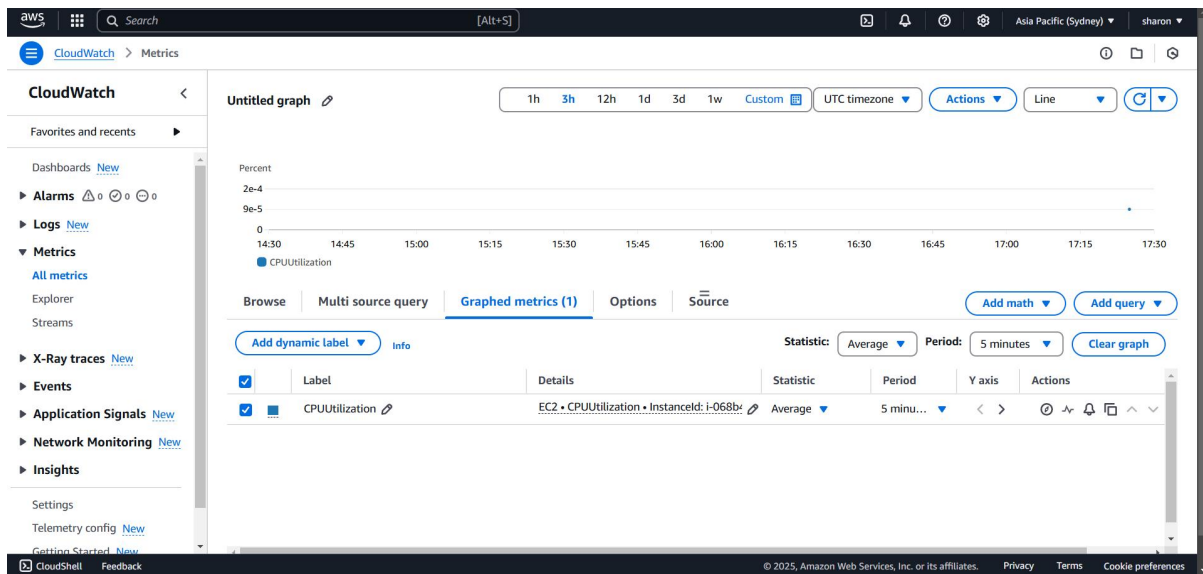 aws Search [Alt+S] Asia Pacific (Sydney) sharon
CloudWatch > Metrics
CloudWatch
Favorites and recents
Dashboards New
Alarms 0 0 0
Logs New
Metrics
All metrics
Explorer
Streams
X-Ray traces New
Events
Application Signals New
Network Monitoring New
Insights
Settings
Telemetry config New
Getting Started New
Untitled graph 1h 3h 12h 1d 3d 1w Custom UTC timezone Actions Line
Percent
2e-4
9e-5
0
14:30 14:45 15:00 15:15 15:30 15:45 16:00 16:15 16:30 16:45 17:00 17:15 17:30
CPUUtilization
Browse Multi source query Graphed metrics (1) Options Source Add math Add query
Add dynamic label Info Statistic: Average Period: 5 minutes Clear graph
Label Details Statistic Period Y axis Actions
CPUUtilization EC2 • CPUUtilization • InstanceId: i-068b Average 5 minu...
CloudShell Feedback © 2025, Amazon Web Services, Inc. or its affiliates. Privacy Terms Cookie preferences